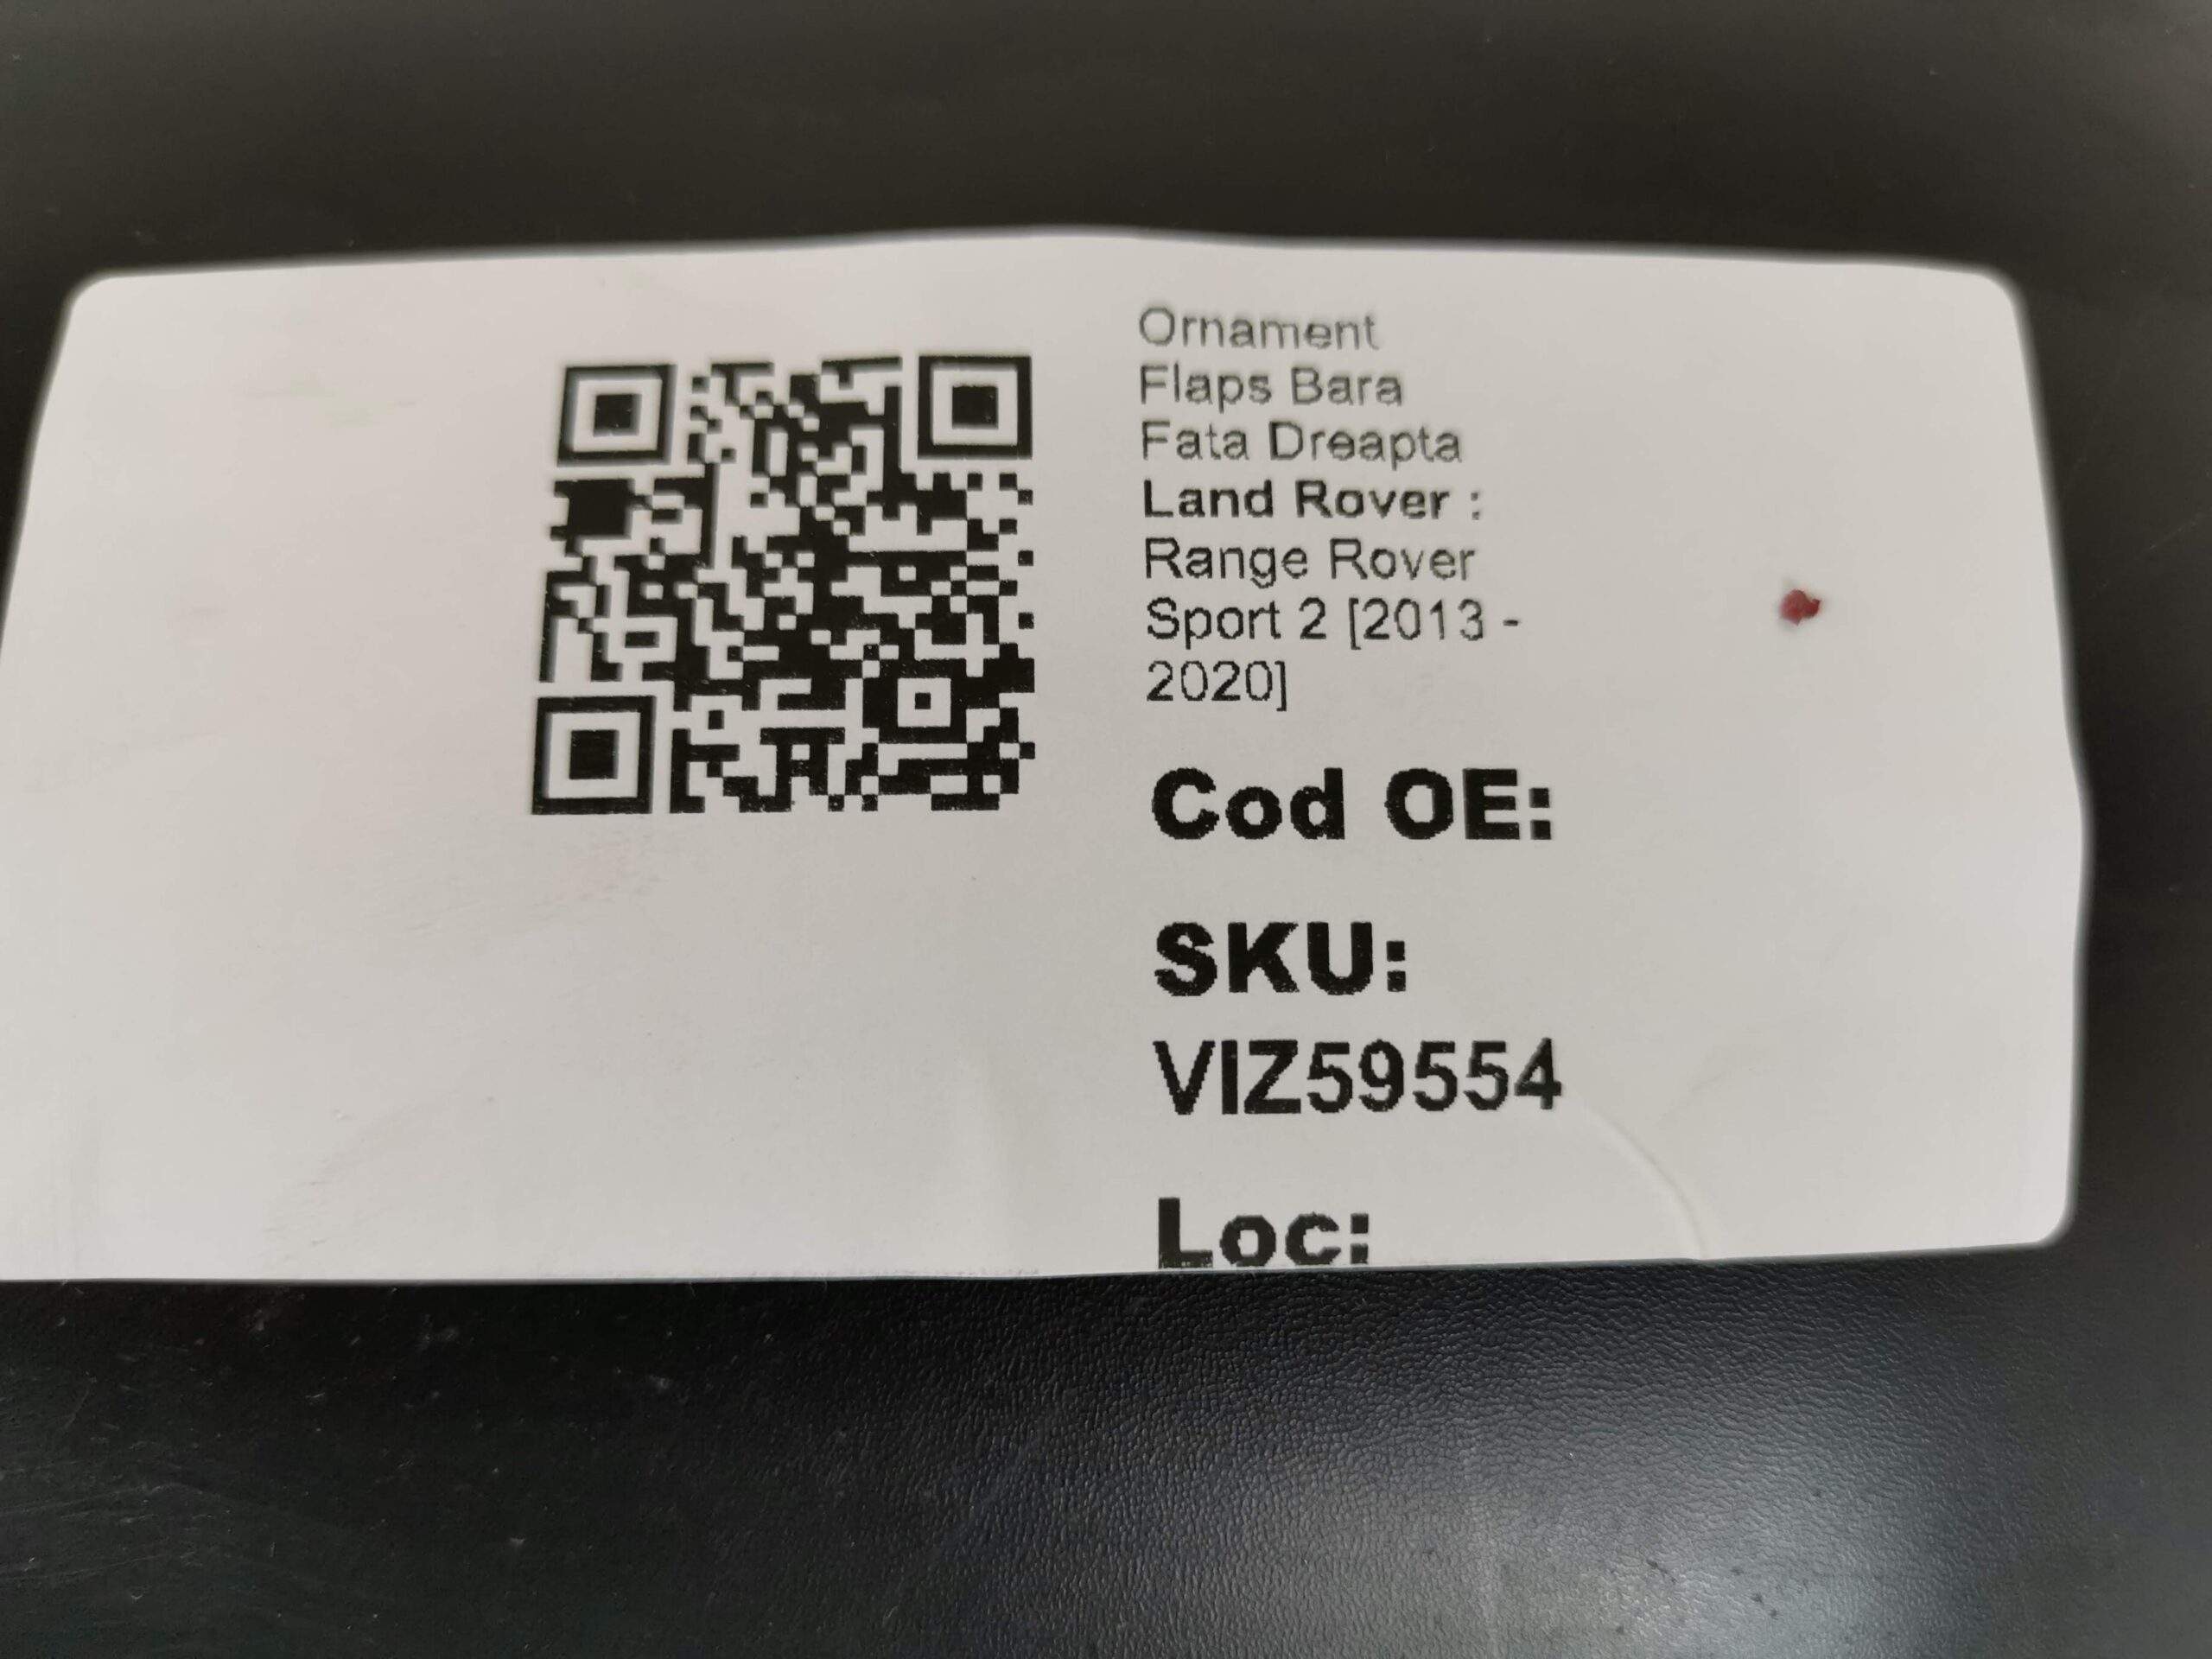 Ornament
Flaps Bara
Fata Dreapta
Land Rover :
Range Rover
Sport 2 [2013 -
2020]
Cod OE:
SKU:
VIZ59554
Loc: